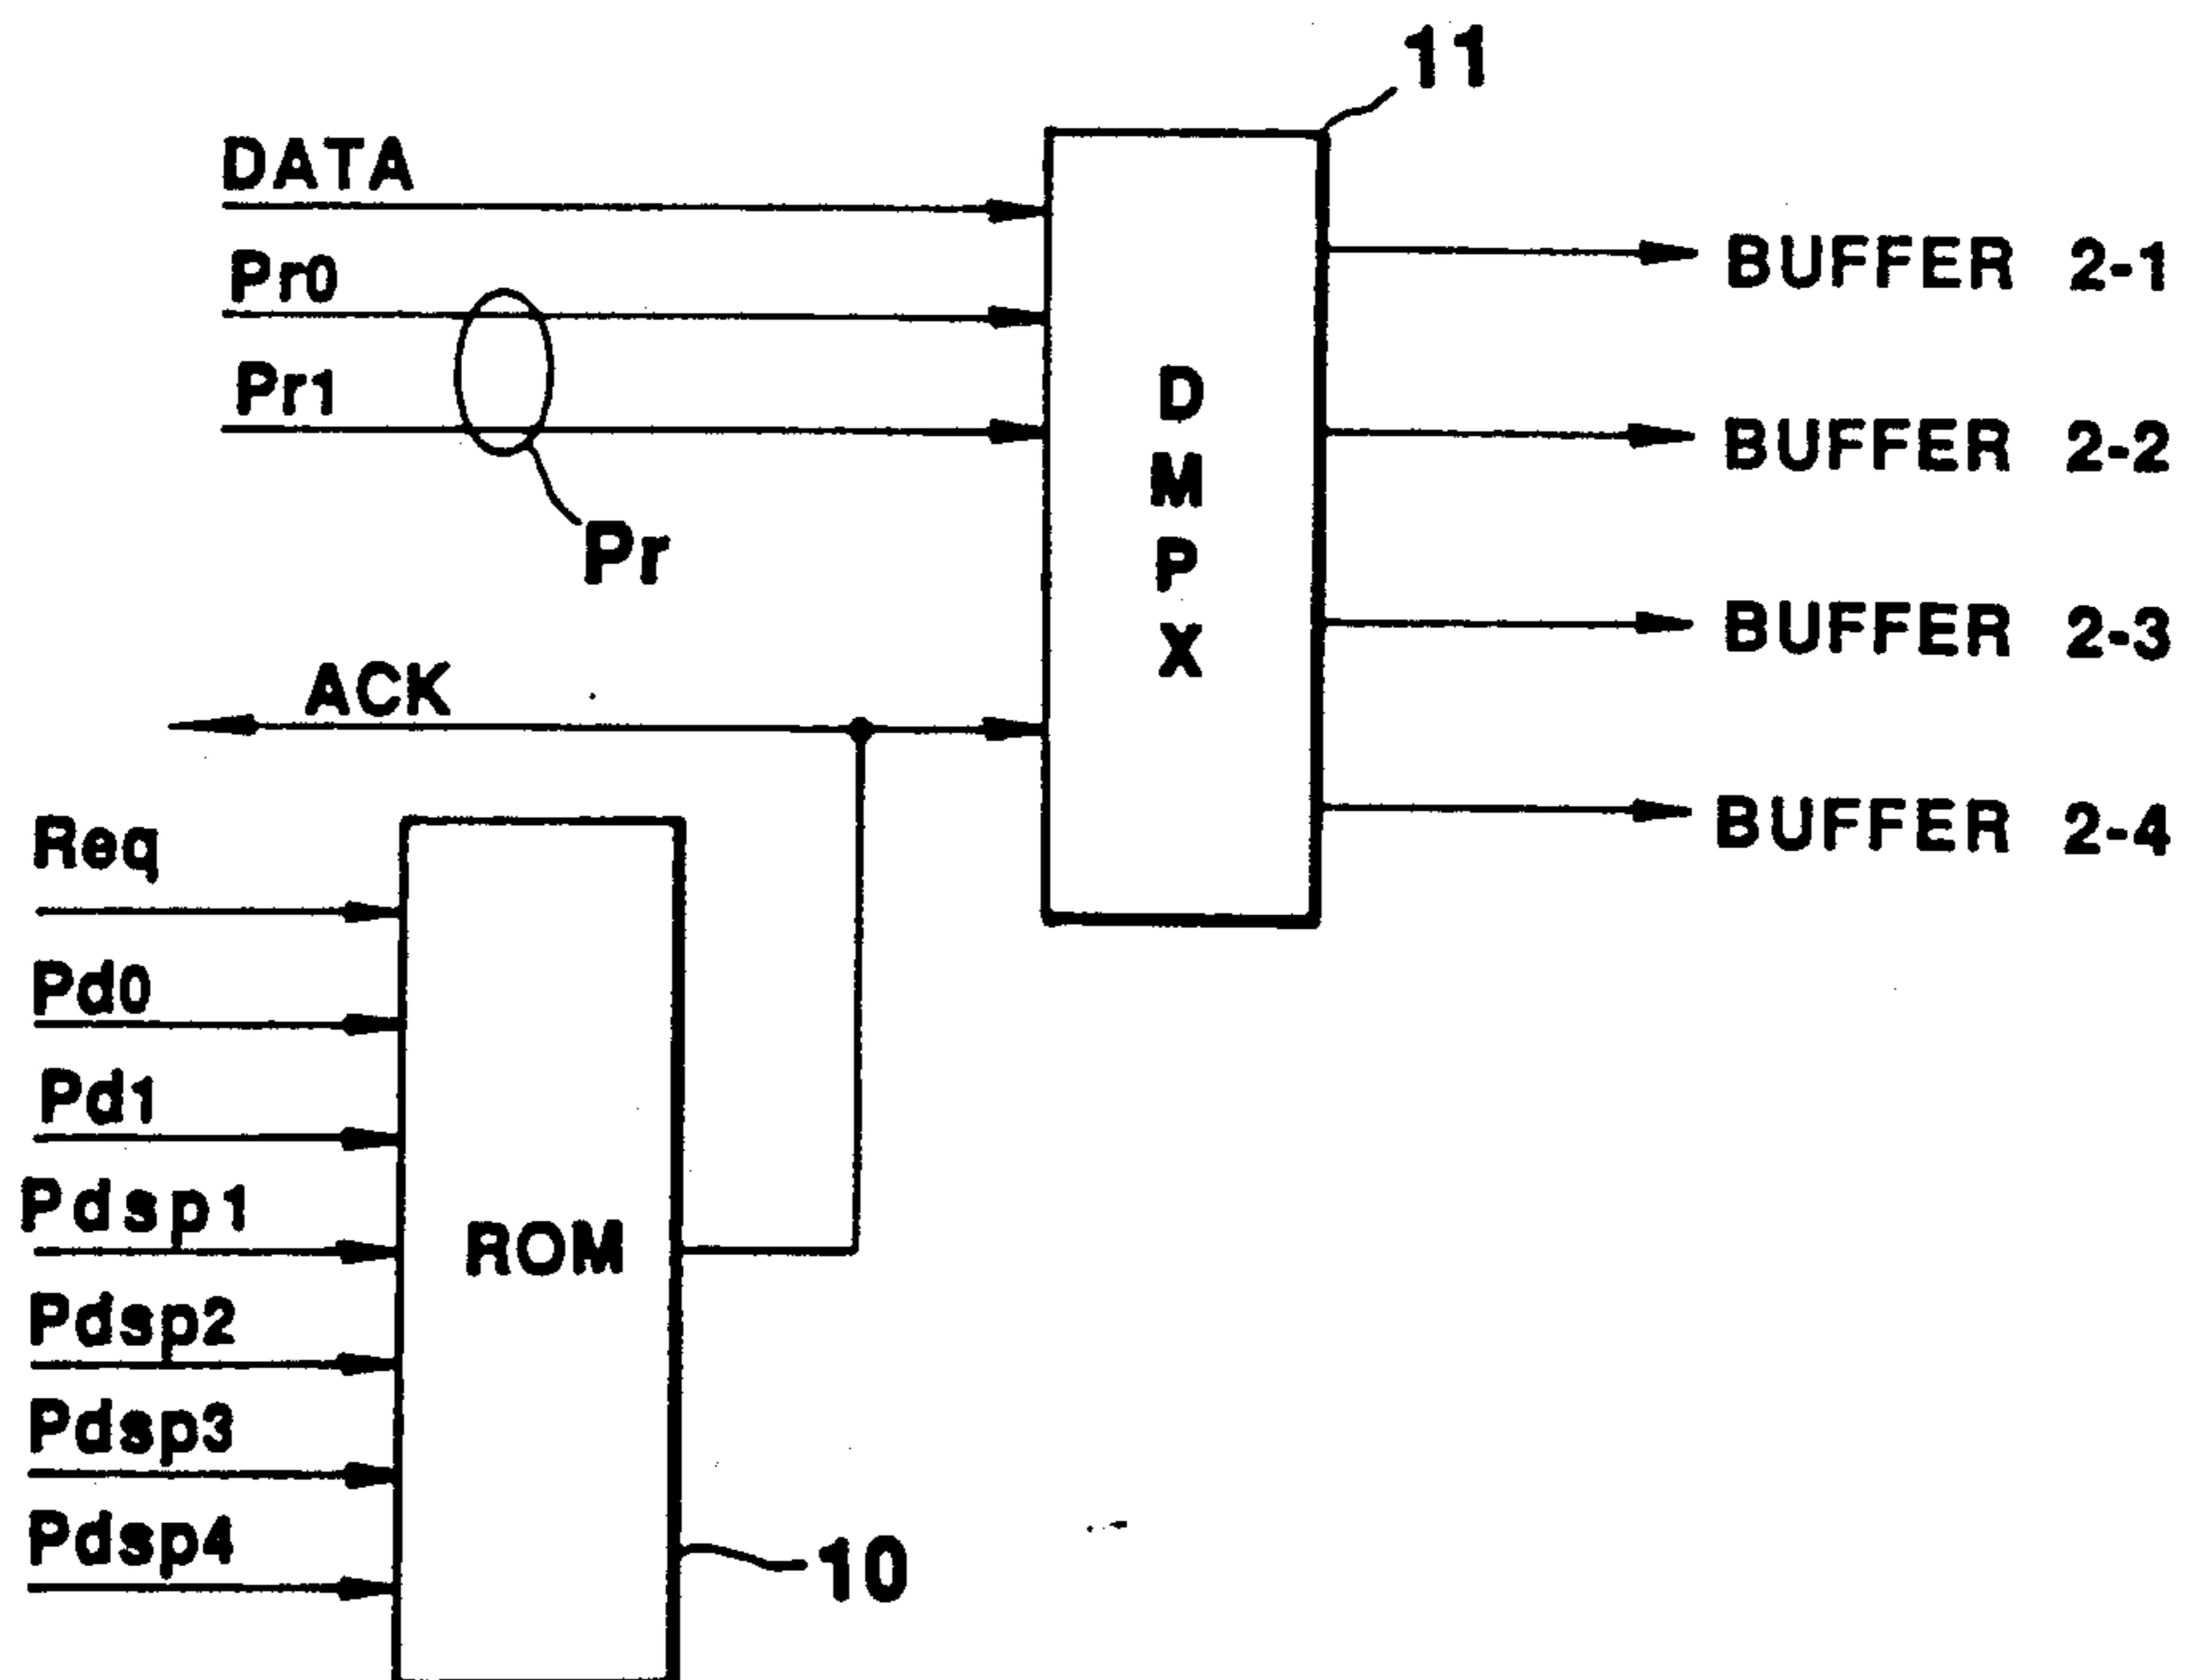 11
DATA
Pr0
Pr1
Pr
ACK
D
M
P
X
BUFFER 2-1
BUFFER 2-2
BUFFER 2-3
BUFFER 2-4
Req
Pd0
Pd1
Pdsp1
Pdsp2
Pdsp3
Pdsp4
ROM
10